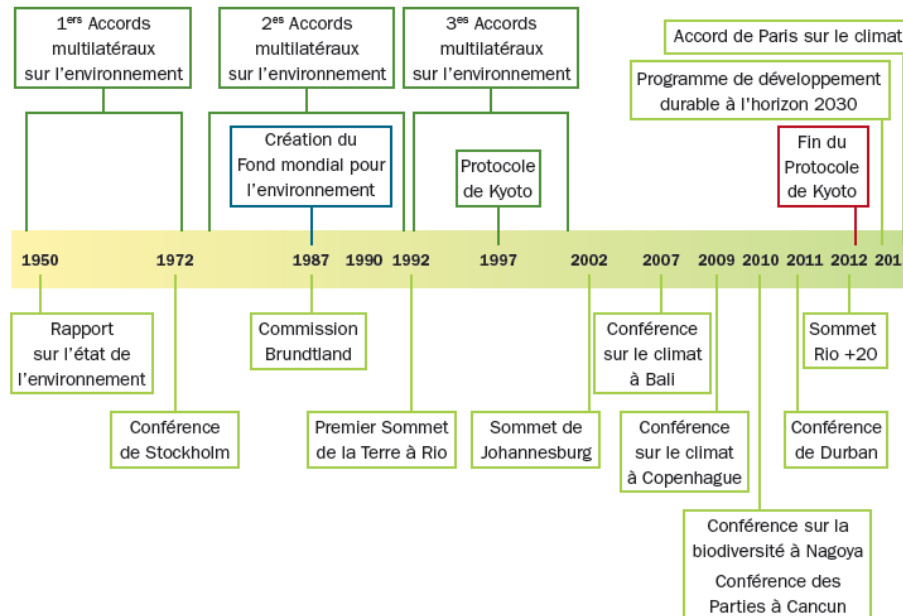 1ers Accords
multilatéraux
sur l'environnement
2es Accords
multilatéraux
sur l'environnement
3es Accords
multilatéraux
sur l'environnement
Accord de Paris sur le climat
Programme de développement
durable à l'horizon 2030
Création du
Fond mondial pour
l'environnement
Protocole
de Kyoto
Fin du
Protocole
de Kyoto
1950 1972 1987 1990 1992 1997 2002 2007 2009 2010 2011 2012
Rapport
sur l'état de
l'environnement
Commission
Brundtland
Conférence
sur le climat
à Bali
Sommet
Rio +20
Conférence
de Stockholm
Premier Sommet
de la Terre à Rio
Sommet de
Johannesburg
Conférence
sur le climat
à Copenhague
Conférence
de Durban
Conférence sur la
biodiversité à Nagoya
Conférence des
Parties à Cancun